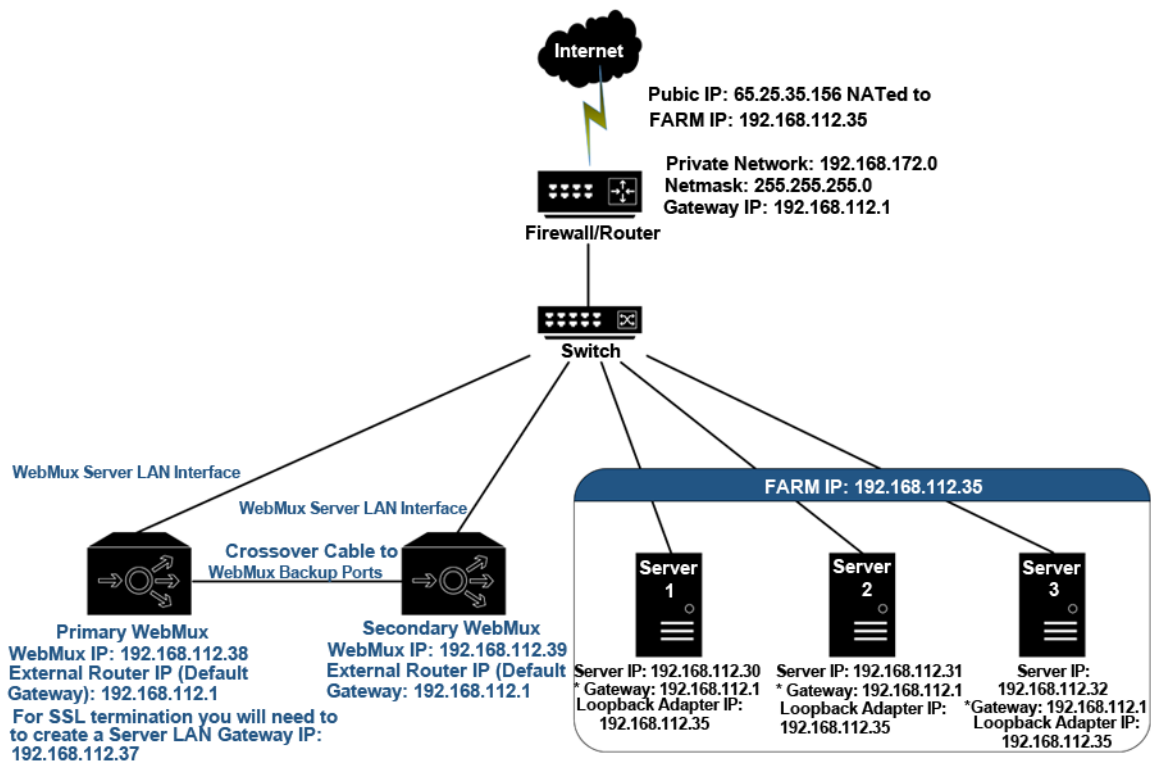 Internet
Pubic IP: 65.25.35.156 NATed to
FARM IP: 192.168.112.35
Private Network: 192.168.172.0
Netmask: 255.255.255.0
Gateway IP: 192.168.112.1
Firewall/Router
Switch
WebMux Server LAN Interface
WebMux Server LAN Interface
Crossover Cable to
WebMux Backup Ports
Primary WebMux
WebMux IP: 192.168.112.38
External Router IP (Default
Gateway): 192.168.112.1
For SSL termination you will need to
to create a Server LAN Gateway IP:
192.168.112.37
Secondary WebMux
WebMux IP: 192.168.112.39
External Router IP (Default
Gateway: 192.168.112.1
FARM IP: 192.168.112.35
Server
1
Server IP: 192.168.112.30
* Gateway: 192.168.112.1
Loopback Adapter IP:
192.168.112.35
Server
2
Server IP: 192.168.112.31
* Gateway: 192.168.112.1
Loopback Adapter IP:
192.168.112.35
Server
3
Server IP:
192.168.112.32
*Gateway: 192.168.112.1
Loopback Adapter IP:
192.168.112.35